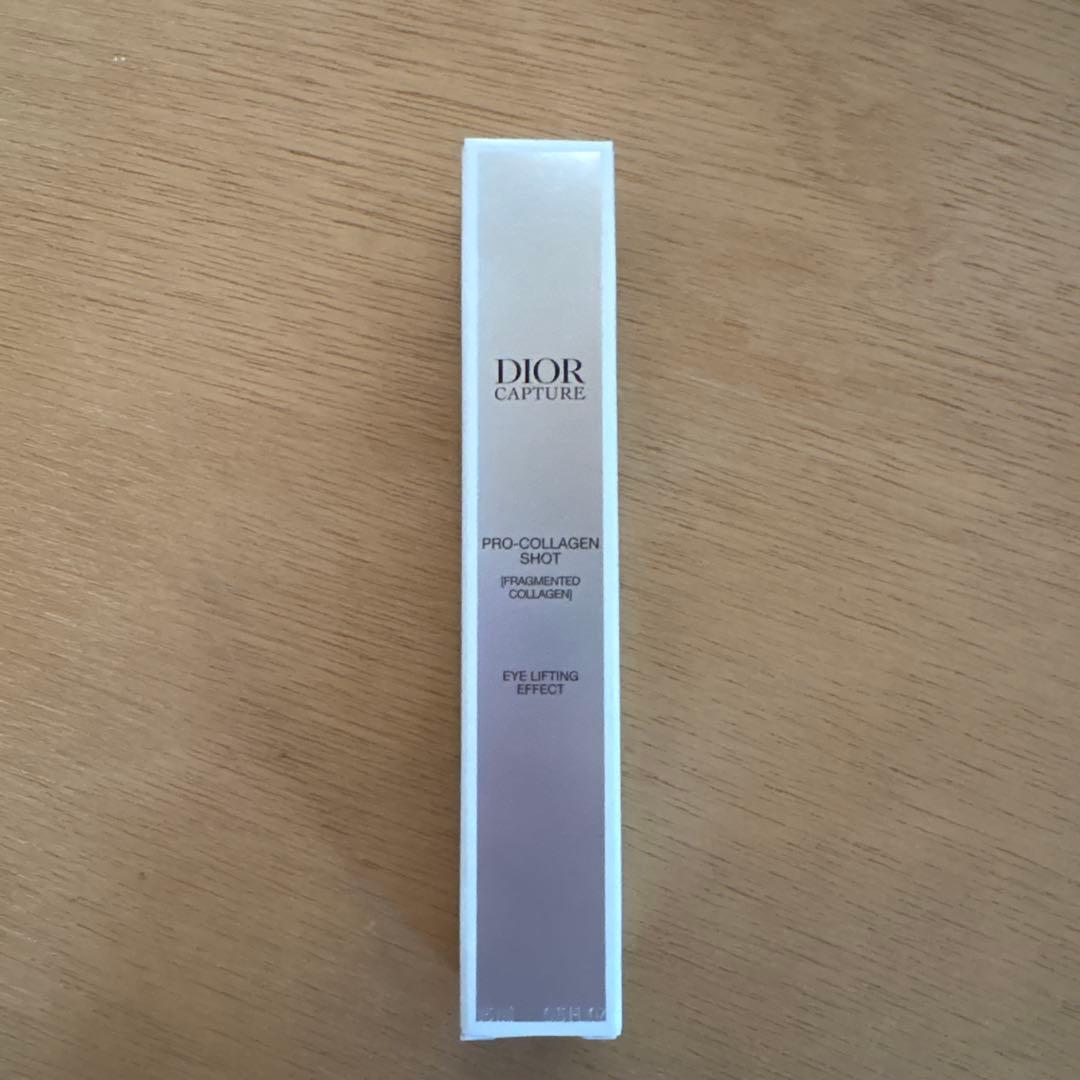 DIOR
CAPTURE
PRO-COLLAGEN
SHOT
[FRAGMENTED
COLLAGEN]
EYE LIFTING
EFFECT